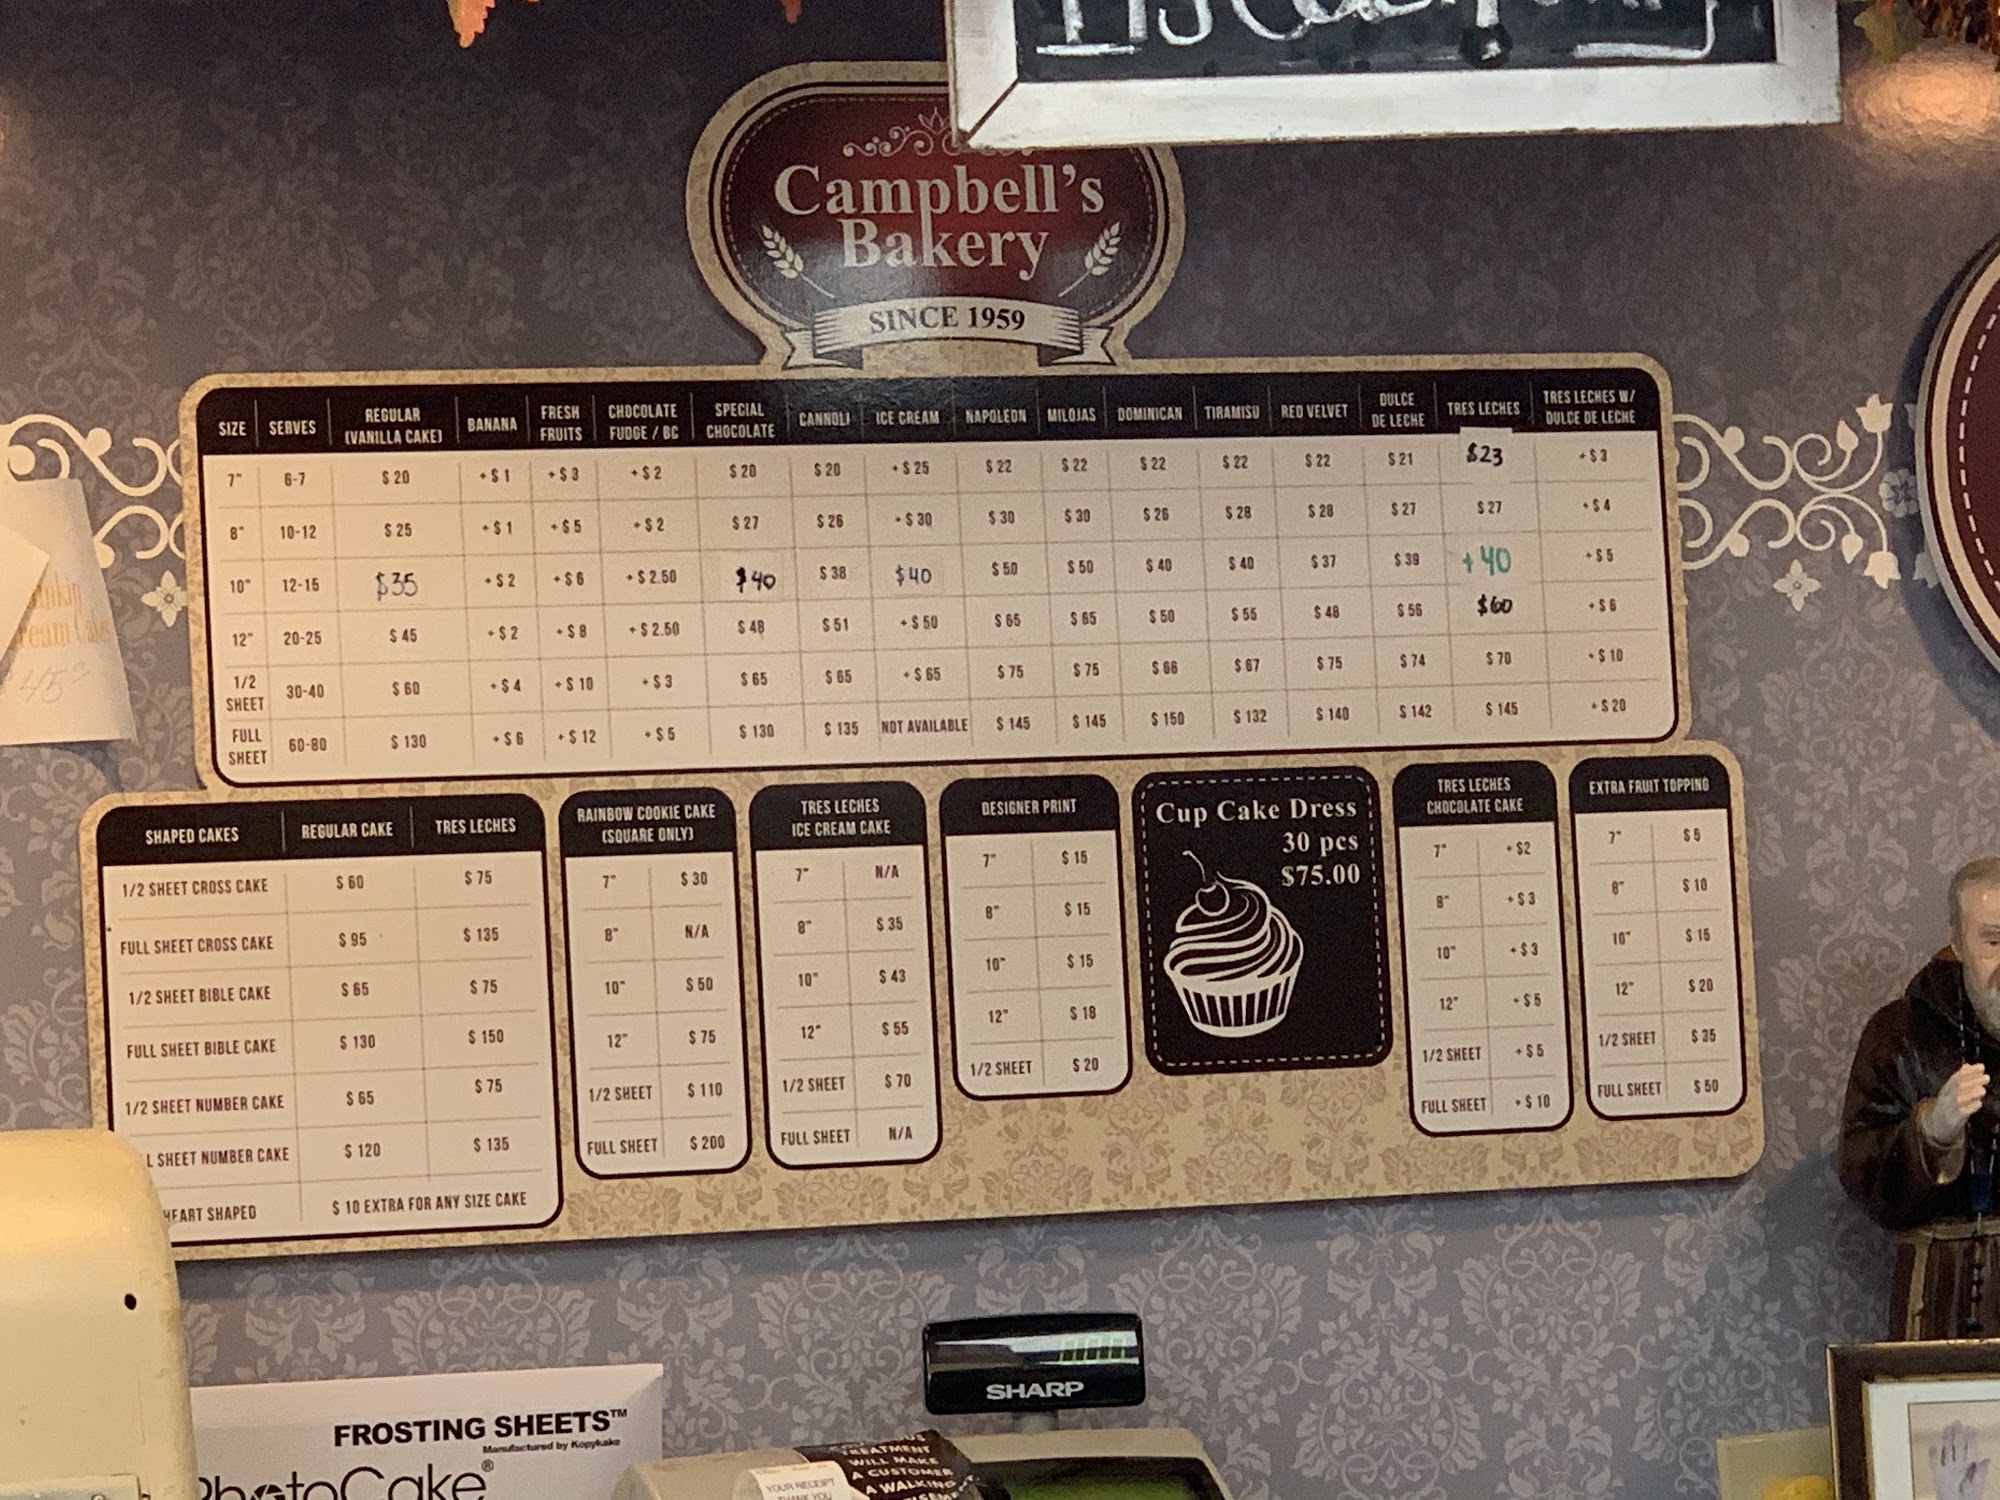 Campbell's
Bakery
SINCE 1959
SIZE SERVES REGULAR (VANILLA CAKE) BANANA FRESH FRUITS CHOCOLATE FUDGE / BC SPECIAL CHOCOLATE CANNOLI ICE CREAM NAPOLEON MILOJAS DOMINICAN TIRAMISU RED VELVET DULCE DE LECHE TRES LECHES TRES LECHES W/ DULCE DE LECHE
7" 6-7 $ 20 + $ 1 + $ 3 + $ 2 $ 20 $ 20 + $ 25 $ 22 $ 22 $ 22 $ 22 $ 22 $ 21 $23 + $ 3
8" 10-12 $ 25 + $ 1 + $ 5 + $ 2 $ 27 $ 26 + $ 30 $ 30 $ 30 $ 26 $ 28 $ 28 $ 27 $ 27 + $ 4
10" 12-15 $35 + $ 2 + $ 6 + $ 2.50 $40 $ 38 $40 $ 50 $ 50 $ 40 $ 40 $ 37 $ 39 +40 + $ 5
12" 20-25 $ 45 + $ 2 + $ 8 + $ 2.50 $ 48 $ 51 + $ 50 $ 65 $ 65 $ 50 $ 55 $ 48 $ 56 $60 + $ 6
1/2 SHEET 30-40 $ 60 + $ 4 + $ 10 + $ 3 $ 65 $ 65 + $ 65 $ 75 $ 75 $ 66 $ 67 $ 75 $ 74 $ 70 + $ 10
FULL SHEET 60-80 $ 130 + $ 6 + $ 12 + $ 5 $ 130 $ 135 NOT AVAILABLE $ 145 $ 145 $ 150 $ 132 $ 140 $ 142 $ 145 + $ 20
SHAPED CAKES REGULAR CAKE TRES LECHES
1/2 SHEET CROSS CAKE $ 60 $ 75
FULL SHEET CROSS CAKE $ 95 $ 135
1/2 SHEET BIBLE CAKE $ 65 $ 75
FULL SHEET BIBLE CAKE $ 130 $ 150
1/2 SHEET NUMBER CAKE $ 65 $ 75
L SHEET NUMBER CAKE $ 120 $ 135
HEART SHAPED $ 10 EXTRA FOR ANY SIZE CAKE
RAINBOW COOKIE CAKE
(SQUARE ONLY)
7" $ 30
8" N/A
10" $ 50
12" $ 75
1/2 SHEET $ 110
FULL SHEET $ 200
TRES LECHES
ICE CREAM CAKE
7" N/A
8" $ 35
10" $ 43
12" $ 55
1/2 SHEET $ 70
FULL SHEET N/A
DESIGNER PRINT
7" $ 15
8" $ 15
10" $ 15
12" $ 18
1/2 SHEET $ 20
Cup Cake Dress
30 pcs
$75.00
TRES LECHES
CHOCOLATE CAKE
7" + $2
8" + $ 3
10" + $ 3
12" + $ 5
1/2 SHEET + $ 5
FULL SHEET + $ 10
EXTRA FRUIT TOPPING
7" $ 5
8" $ 10
10" $ 15
12" $ 20
1/2 SHEET $ 35
FULL SHEET $ 50
SHARP
FROSTING SHEETS™
Manufactured by Kopykake
PhotoCake®
TREATMENT
WILL MAKE
A CUSTOMER
A WALKING
YOUR RECEIPT
THANK YOU